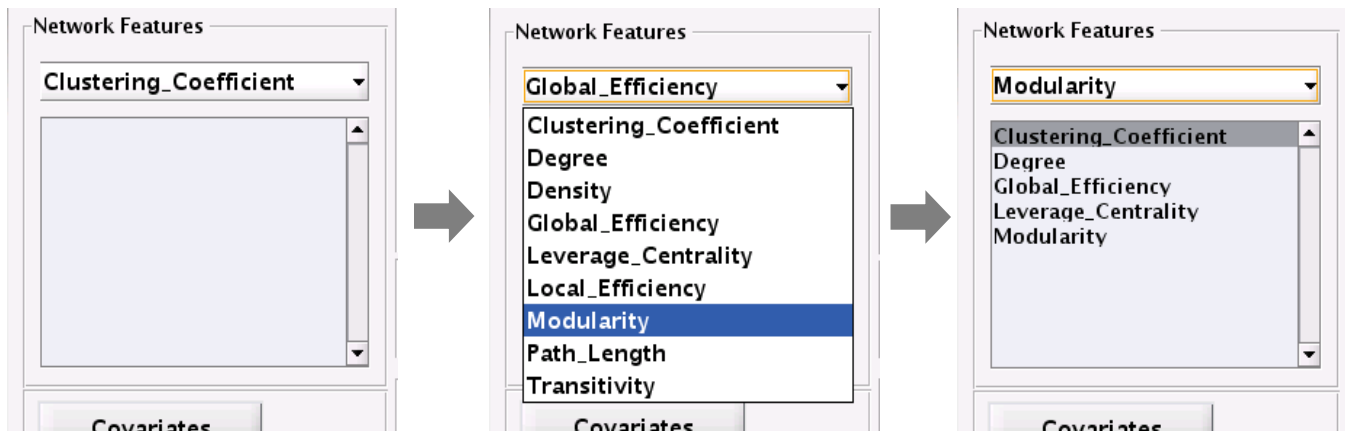 Network Features
Clustering_Coefficient
Covariates
Network Features
Global_Efficiency
Clustering_Coefficient
Degree
Density
Global_Efficiency
Leverage_Centrality
Local_Efficiency
Modularity
Path_Length
Transitivity
Covariates
Network Features
Modularity
Clustering_Coefficient
Degree
Global_Efficiency
Leverage_Centrality
Modularity
Covariates